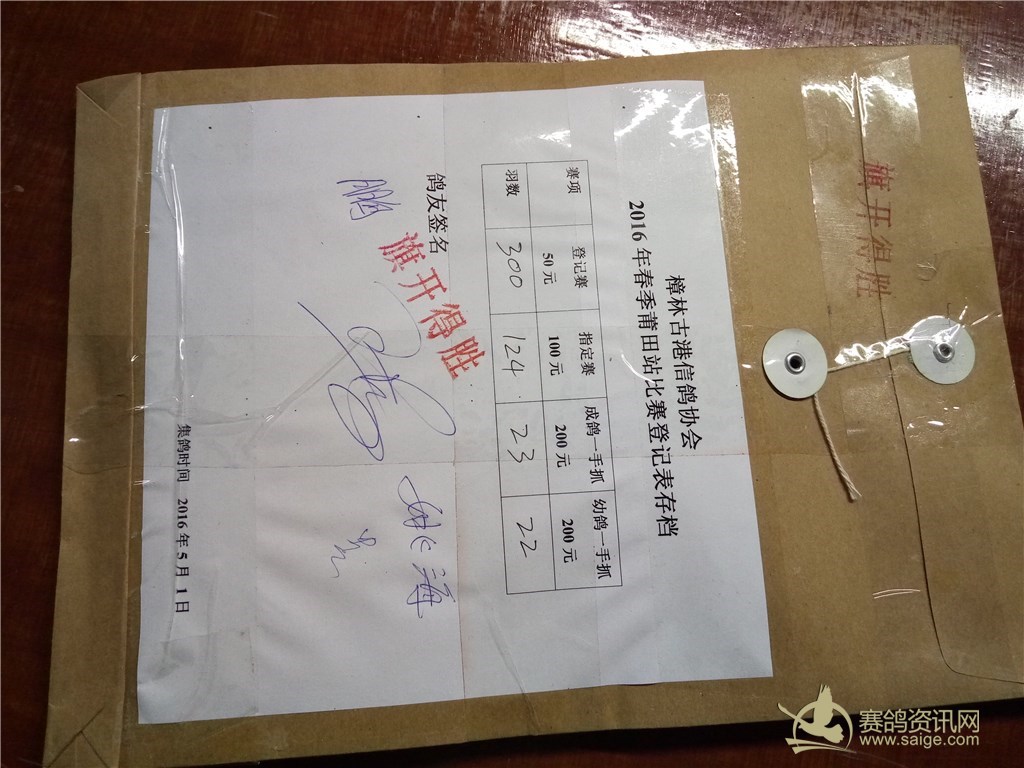 樟林古港信鸽协会
2016年春季莆田站比赛登记表存档
赛项 登记赛 50元 指定赛 100元 成鸽一手抓 200元 幼鸽一手抓 200元
羽数 300 124 23 22
鸽友签名
旗开得胜
鹏
集鸽时间 2016年5月1日
旗开得胜
赛鸽资讯网
www.saige.com